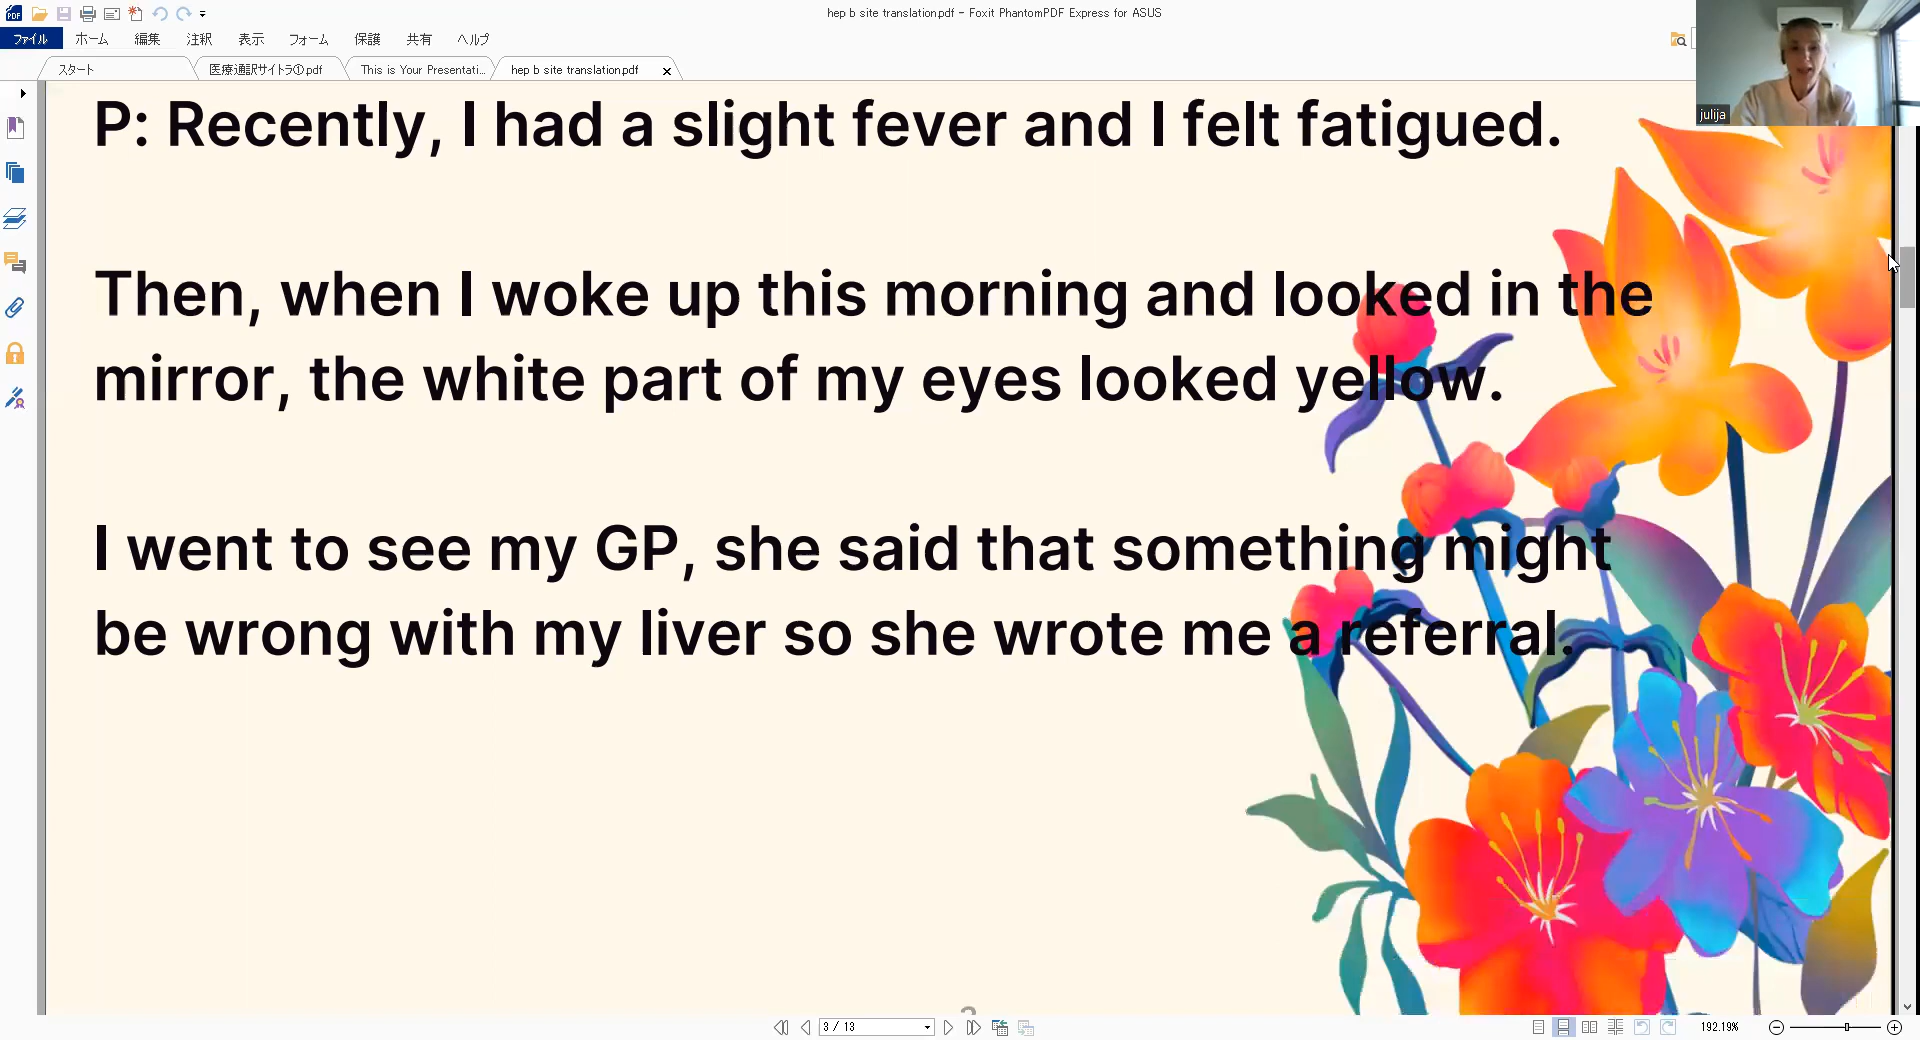 hep b site translation.pdf - Foxit PhantomPDF Express for ASUS
ファイル ホーム 編集 注釈 表示 フォーム 保護 共有 ヘルプ
スタート 医療通訳サイトラ①.pdf This is Your Presentati... hep b site translation.pdf
julija
P: Recently, I had a slight fever and I felt fatigued.
Then, when I woke up this morning and looked in the
mirror, the white part of my eyes looked yellow.
I went to see my GP, she said that something might
be wrong with my liver so she wrote me a referral.
3 / 13
192.19%